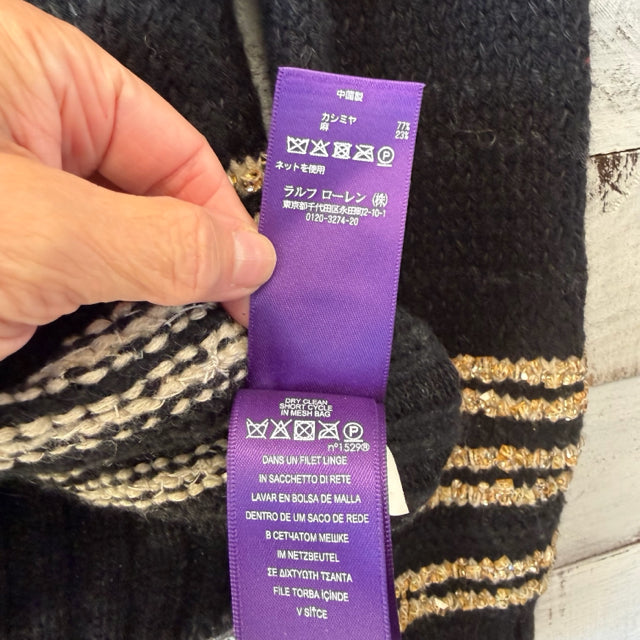 中国製
カシミヤ 77%
麻 23%
P
ネットを使用
ラルフ ローレン (株)
東京都千代田区永田町2-10-1
0120-3274-20
DRY CLEAN
SHORT CYCLE
IN MESH BAG
P
n°1529®
DANS UN FILET LINGE
IN SACCHETTO DI RETE
LAVAR EN BOLSA DE MALLA
DENTRO DE UM SACO DE REDE
В СЕТЧАТОМ МЕШКЕ
IM NETZBEUTEL
ΣΕ ΔΙΧΤΥΩΤΗ ΤΣΑΝΤΑ
FİLE TORBA İÇİNDE
V SÍŤCE